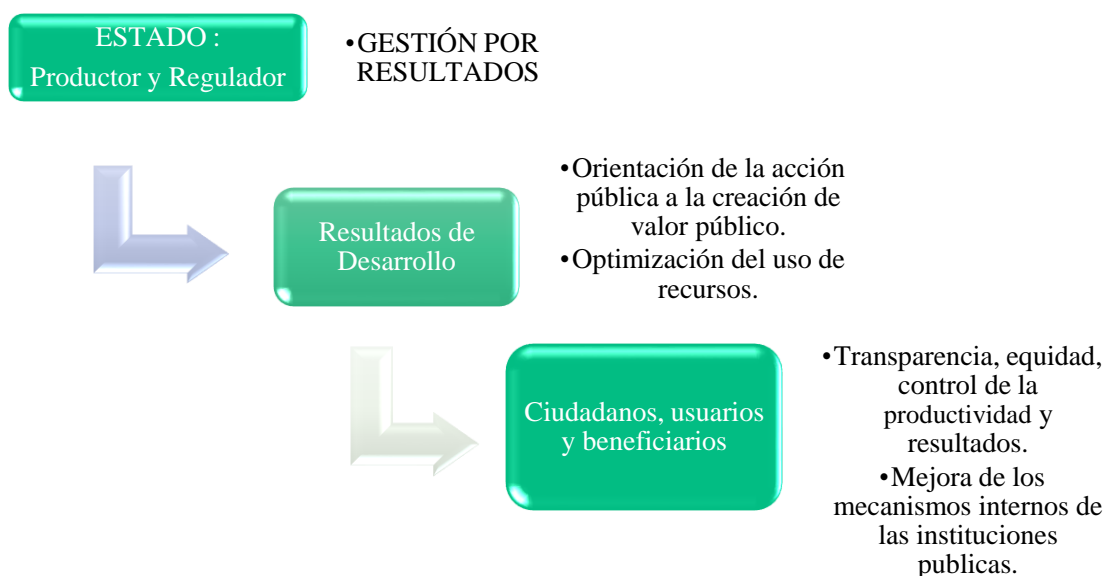 ESTADO :
Productor y Regulador
•GESTIÓN POR
RESULTADOS
Resultados de
Desarrollo
•Orientación de la acción
pública a la creación de
valor público.
•Optimización del uso de
recursos.
Ciudadanos, usuarios
y beneficiarios
•Transparencia, equidad,
control de la
productividad y
resultados.
•Mejora de los
mecanismos internos de
las instituciones
publicas.